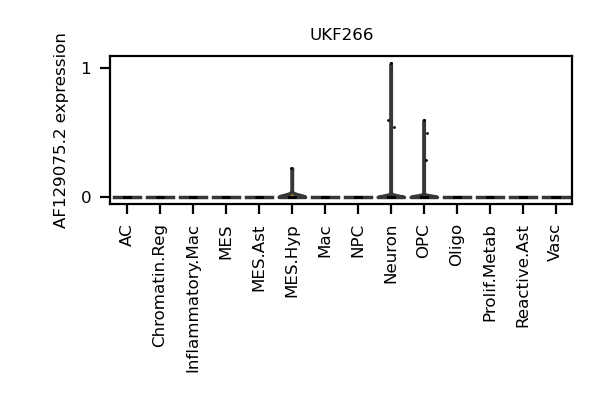 UKF266
AF129075.2 expression
1
0
AC
Chromatin.Reg
Inflammatory.Mac
MES
MES.Ast
MES.Hyp
Mac
NPC
Neuron
OPC
Oligo
Prolif.Metab
Reactive.Ast
Vasc